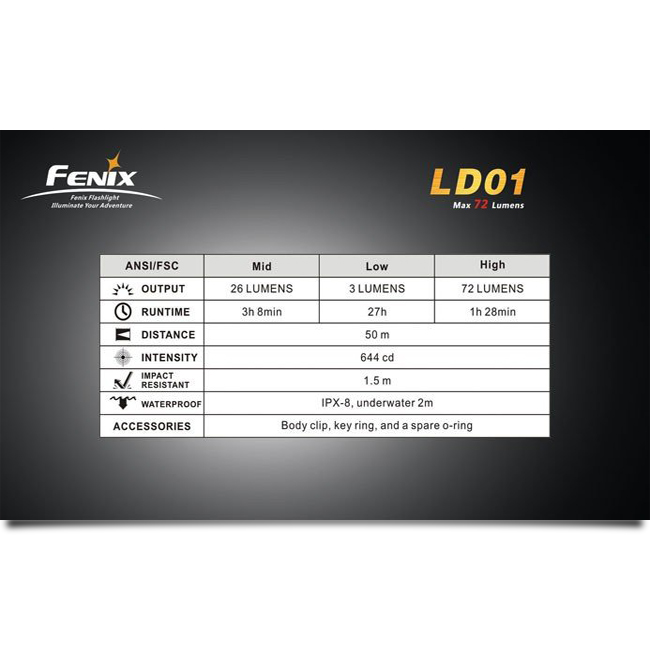 FENIX
Fenix Flashlight
Illuminate Your Adventure
LD01
Max 72 Lumens
ANSI/FSC Mid Low High
OUTPUT 26 LUMENS 3 LUMENS 72 LUMENS
RUNTIME 3h 8min 27h 1h 28min
DISTANCE 50 m
INTENSITY 644 cd
IMPACT
RESISTANT 1.5 m
WATERPROOF IPX-8, underwater 2m
ACCESSORIES Body clip, key ring, and a spare o-ring